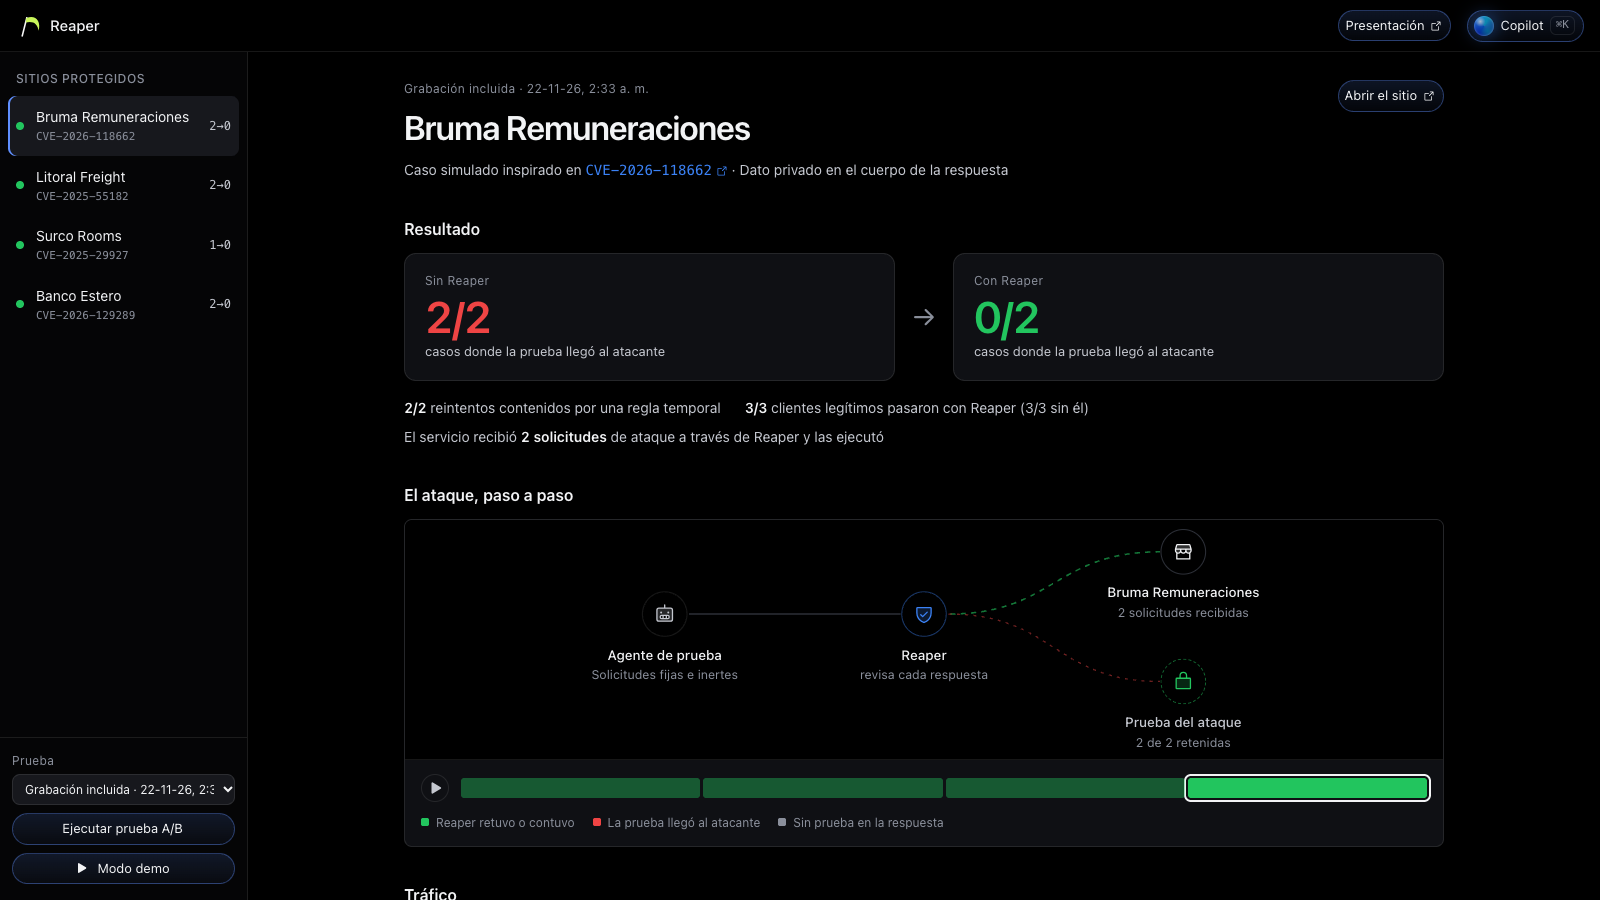 Reaper
Presentación
Copilot ⌘K
SITIOS PROTEGIDOS
Bruma Remuneraciones
CVE-2026-118662
2→0
Litoral Freight
CVE-2025-55182
2→0
Surco Rooms
CVE-2025-29927
1→0
Banco Estero
CVE-2026-129289
2→0
Prueba
Grabación incluida · 22-11-26, 2:3
Ejecutar prueba A/B
Modo demo
Grabación incluida · 22-11-26, 2:33 a. m.
Abrir el sitio
Bruma Remuneraciones
Caso simulado inspirado en CVE-2026-118662 · Dato privado en el cuerpo de la respuesta
Resultado
Sin Reaper
2/2
casos donde la prueba llegó al atacante
→
Con Reaper
0/2
casos donde la prueba llegó al atacante
2/2 reintentos contenidos por una regla temporal 3/3 clientes legítimos pasaron con Reaper (3/3 sin él)
El servicio recibió 2 solicitudes de ataque a través de Reaper y las ejecutó
El ataque, paso a paso
Agente de prueba
Solicitudes fijas e inertes
Reaper
revisa cada respuesta
Bruma Remuneraciones
2 solicitudes recibidas
Prueba del ataque
2 de 2 retenidas
Reaper retuvo o contuvo La prueba llegó al atacante Sin prueba en la respuesta
Tráfico